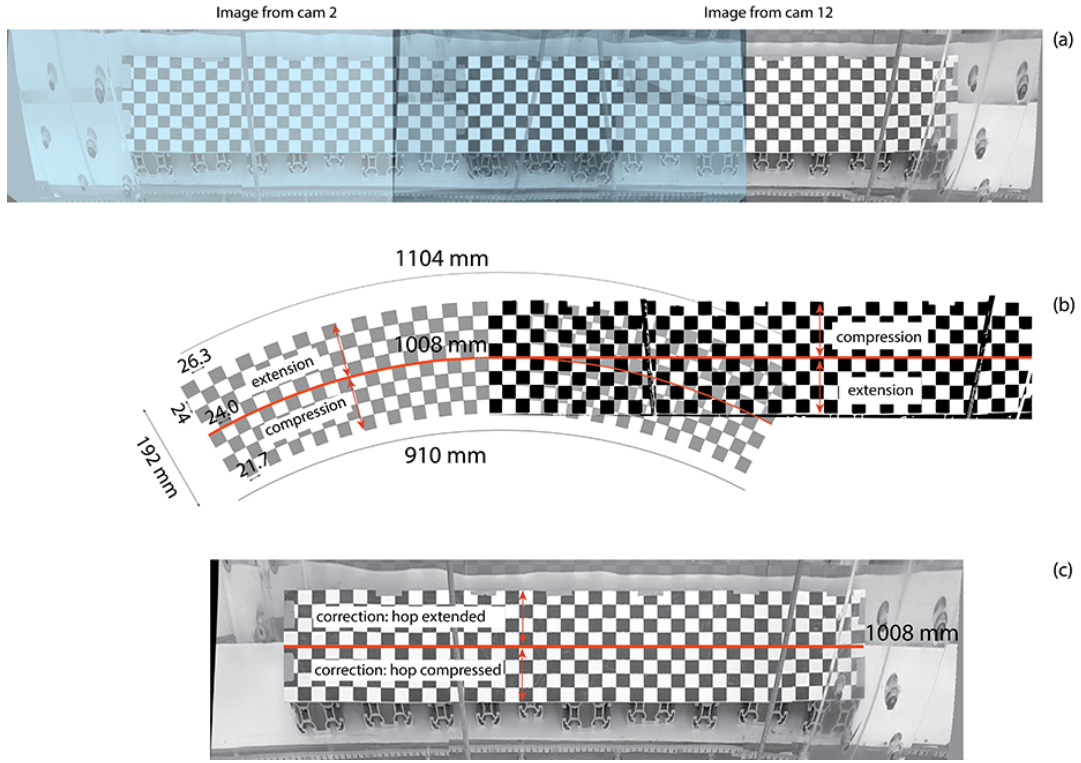 Image from cam 2
Image from cam 12
(a)
1104 mm
(b)
26.3
extension
1008 mm
compression
24
24.0
compression
extension
21.7
192 mm
910 mm
(c)
correction: hop extended
1008 mm
correction: hop compressed